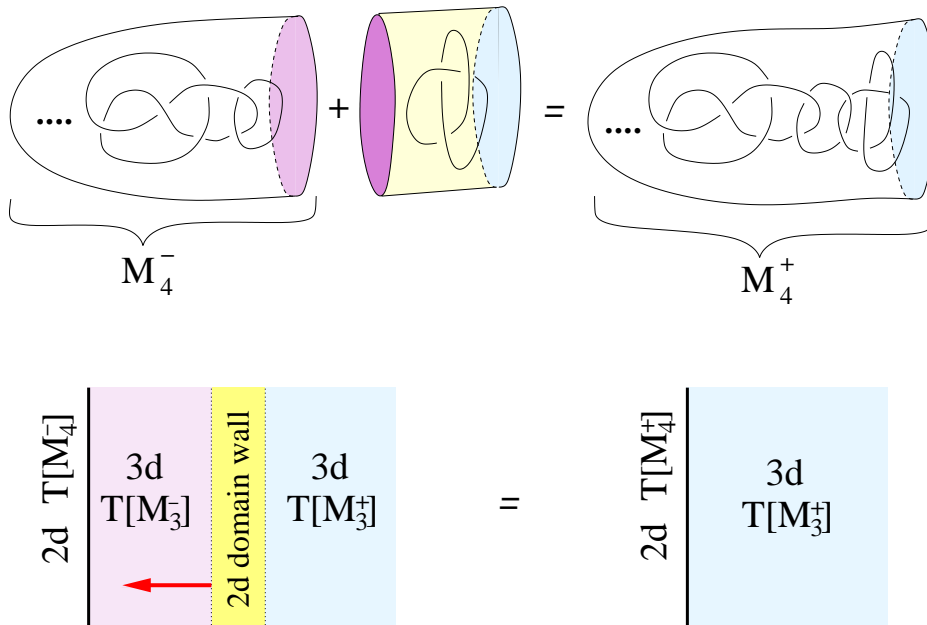 .... + = ....
M₄⁻ M₄⁺
2d T[M₄⁻]
3d
T[M₃⁻]
2d domain wall
3d
T[M₃⁺]
=
2d T[M₄⁺]
3d
T[M₃⁺]